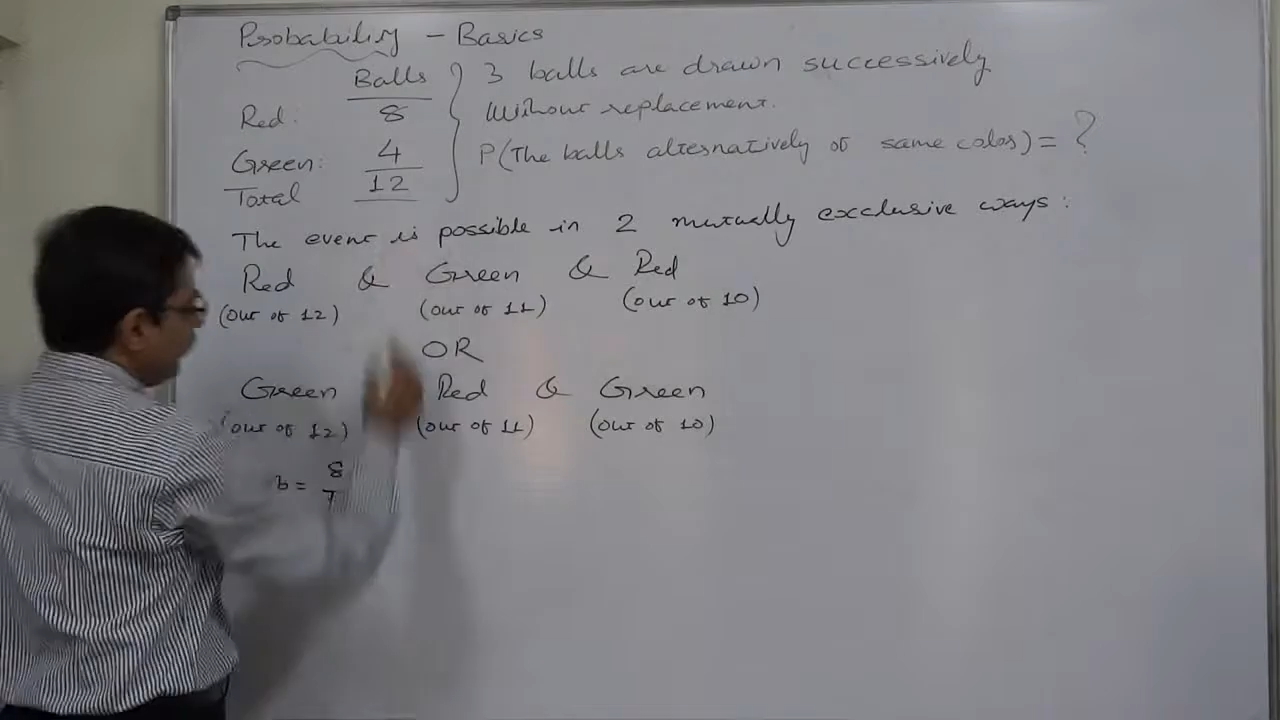 Probability - Basics
Balls
Red: 8
Green: 4
Total 12
3 balls are drawn successively
Without replacement.
P(The balls alternatively of same color) = ?
The event is possible in 2 mutually exclusive ways:
Red & Green & Red
(out of 12) (out of 11) (out of 10)
OR
Green Red & Green
(out of 12) (out of 11) (out of 10)
= 8